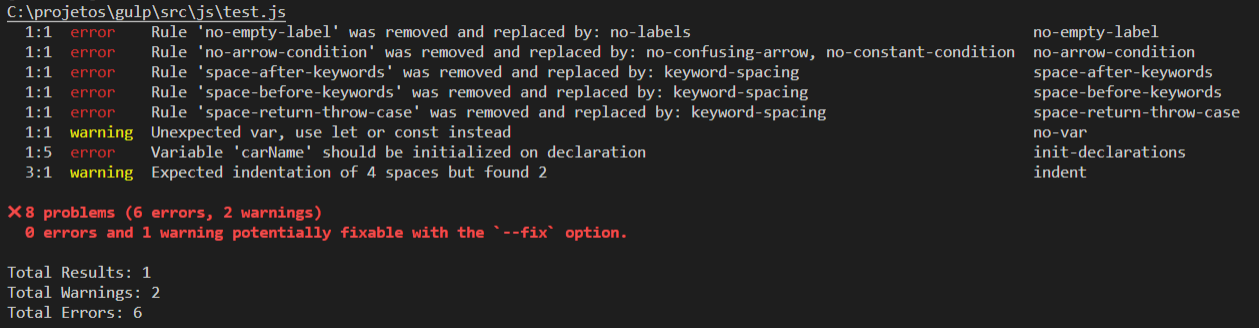 C:\projetos\gulp\src\js\test.js
1:1 error Rule 'no-empty-label' was removed and replaced by: no-labels no-empty-label
1:1 error Rule 'no-arrow-condition' was removed and replaced by: no-confusing-arrow, no-constant-condition no-arrow-condition
1:1 error Rule 'space-after-keywords' was removed and replaced by: keyword-spacing space-after-keywords
1:1 error Rule 'space-before-keywords' was removed and replaced by: keyword-spacing space-before-keywords
1:1 error Rule 'space-return-throw-case' was removed and replaced by: keyword-spacing space-return-throw-case
1:1 warning Unexpected var, use let or const instead no-var
1:5 error Variable 'carName' should be initialized on declaration init-declarations
3:1 warning Expected indentation of 4 spaces but found 2 indent
✖ 8 problems (6 errors, 2 warnings)
0 errors and 1 warning potentially fixable with the `--fix` option.
Total Results: 1
Total Warnings: 2
Total Errors: 6